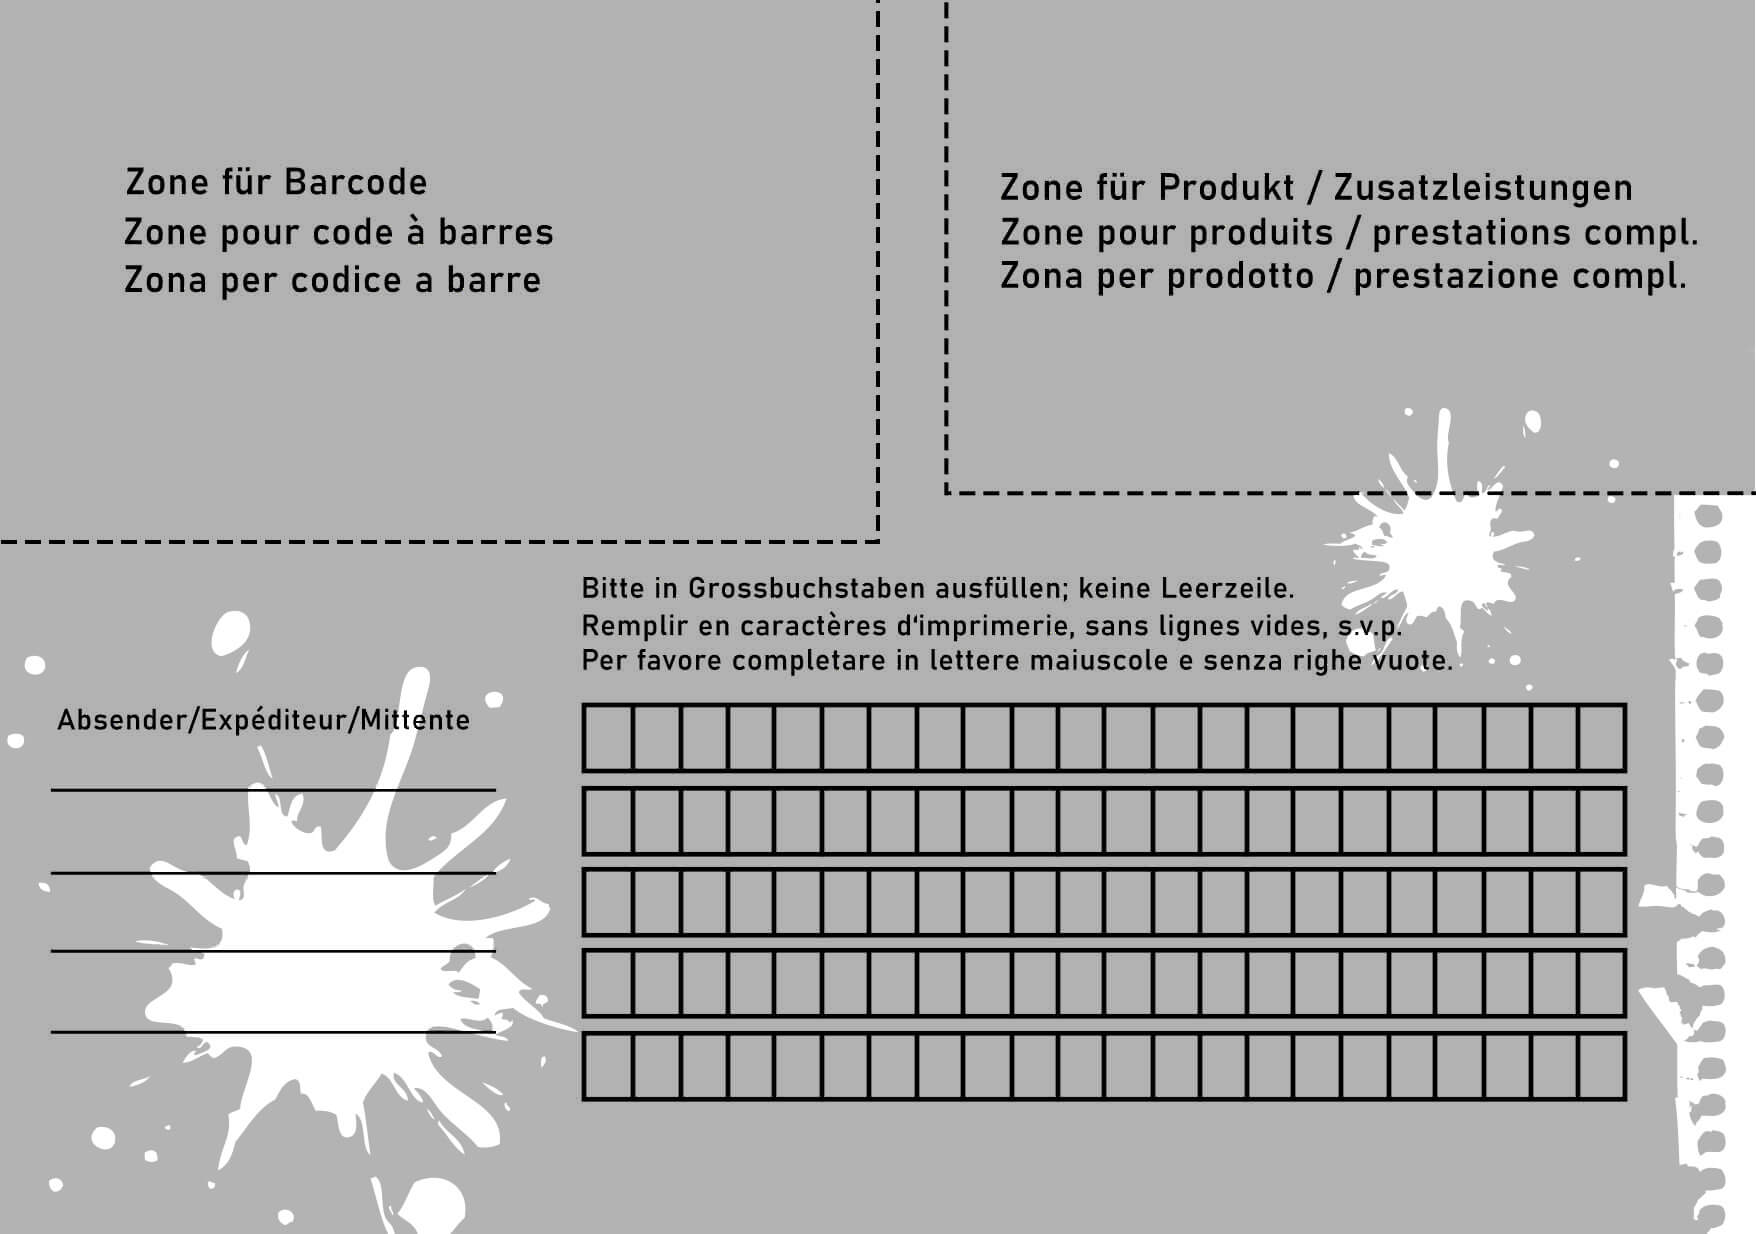 Zone für Barcode
Zone pour code à barres
Zona per codice a barre
Zone für Produkt / Zusatzleistungen
Zone pour produits / prestations compl.
Zona per prodotto / prestazione compl.
Bitte in Grossbuchstaben ausfüllen; keine Leerzeile.
Remplir en caractères d‘imprimerie, sans lignes vides, s.v.p.
Per favore completare in lettere maiuscole e senza righe vuote.
Absender/Expéditeur/Mittente